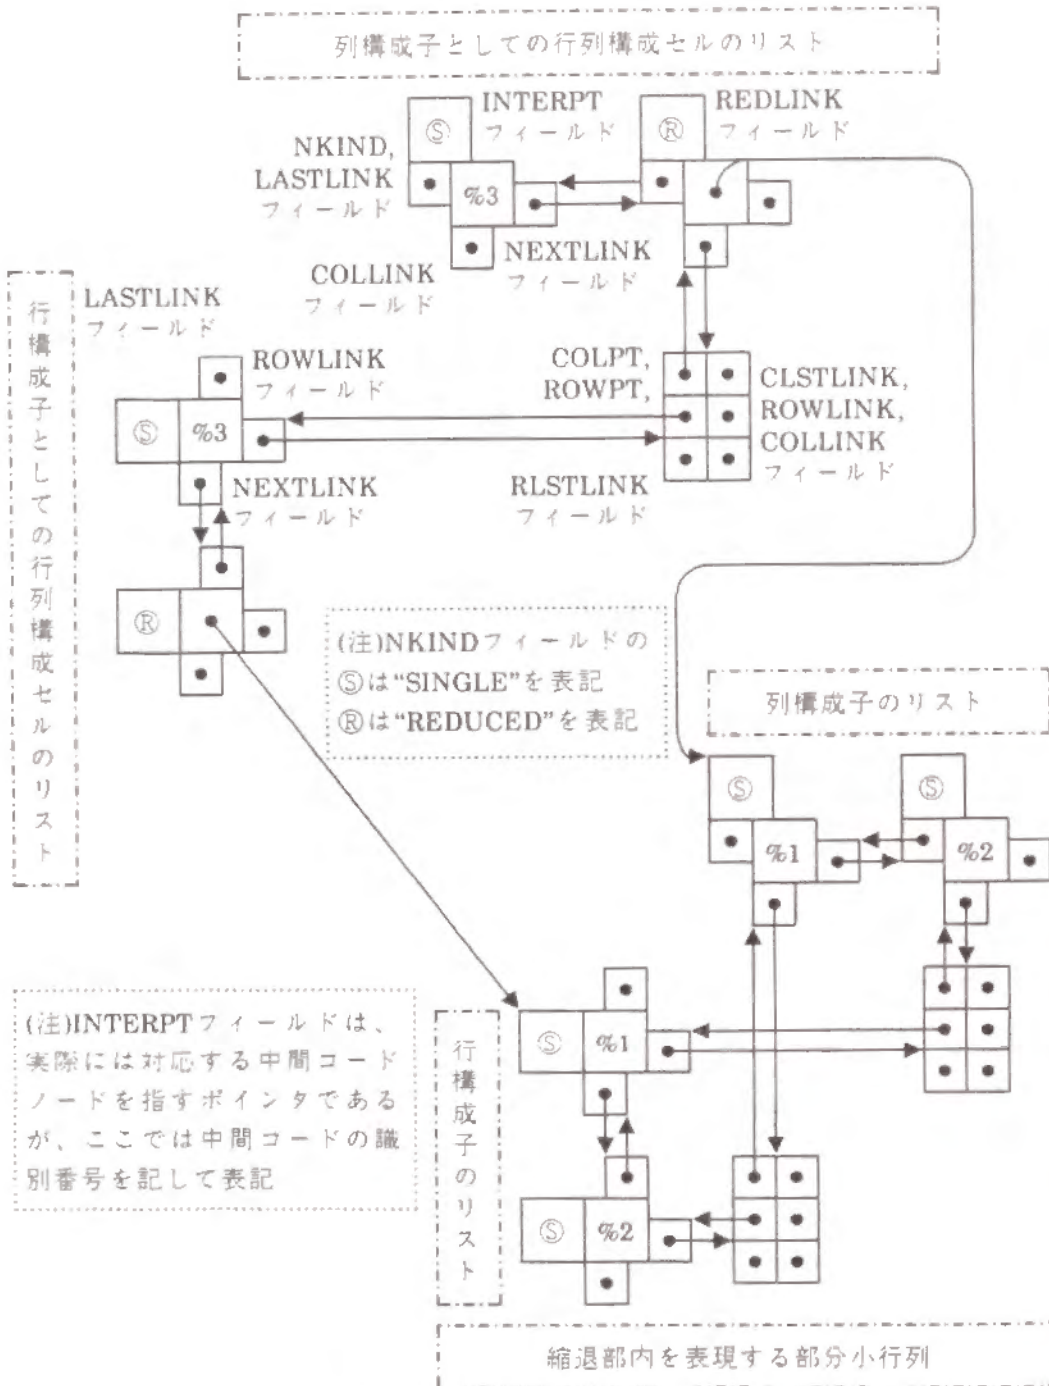 列構成子としての行列構成セルのリスト
INTERPT
フィールド
REDLINK
フィールド
Ⓢ
Ⓡ
NKIND,
LASTLINK
フィールド
%3
COLLINK
フィールド
NEXTLINK
フィールド
行構成子としての行列構成セルのリスト
LASTLINK
フィールド
ROWLINK
フィールド
Ⓢ
%3
COLPT,
ROWPT,
CLSTLINK,
ROWLINK,
COLLINK
フィールド
RLSTLINK
フィールド
NEXTLINK
フィールド
Ⓡ
(注)NKINDフィールドの
Ⓢは“SINGLE”を表記
Ⓡは“REDUCED”を表記
列構成子のリスト
Ⓢ
Ⓢ
%1
%2
(注)INTERPTフィールドは、
実際には対応する中間コード
ノードを指すポインタである
が、ここでは中間コードの識
別番号を記して表記
行構成子のリスト
Ⓢ
%1
Ⓢ
%2
縮退部内を表現する部分小行列